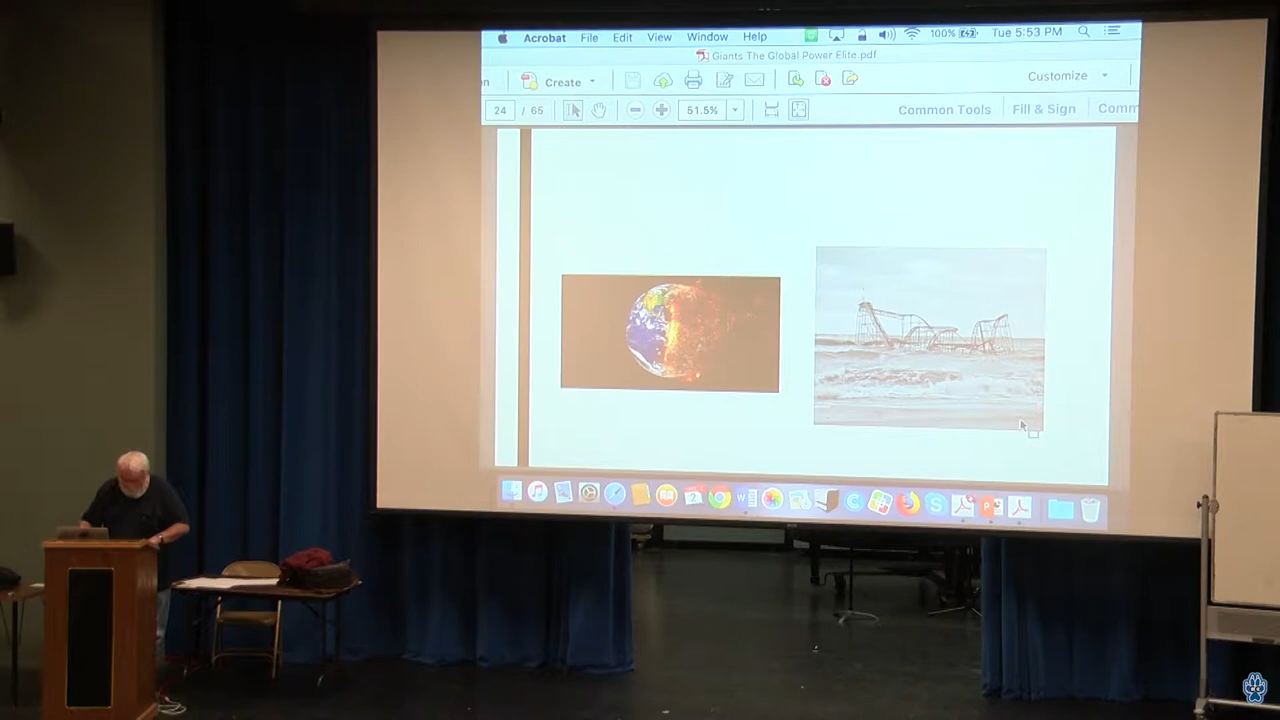 Acrobat File Edit View Window Help 100% Tue 5:53 PM
Giants The Global Power Elite.pdf
en Create Customize
24 / 65 51.5% Common Tools Fill & Sign Comm